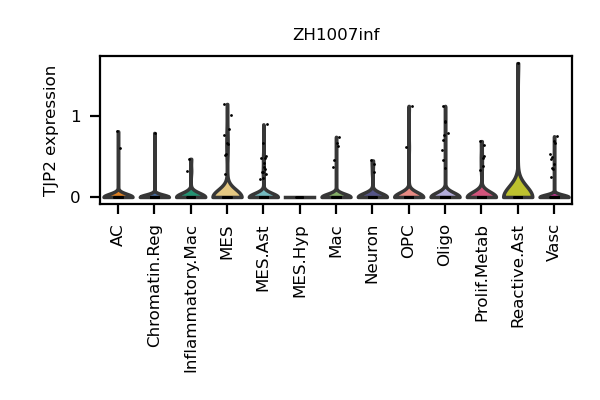 ZH1007inf
TJP2 expression
1
0
AC
Chromatin.Reg
Inflammatory.Mac
MES
MES.Ast
MES.Hyp
Mac
Neuron
OPC
Oligo
Prolif.Metab
Reactive.Ast
Vasc